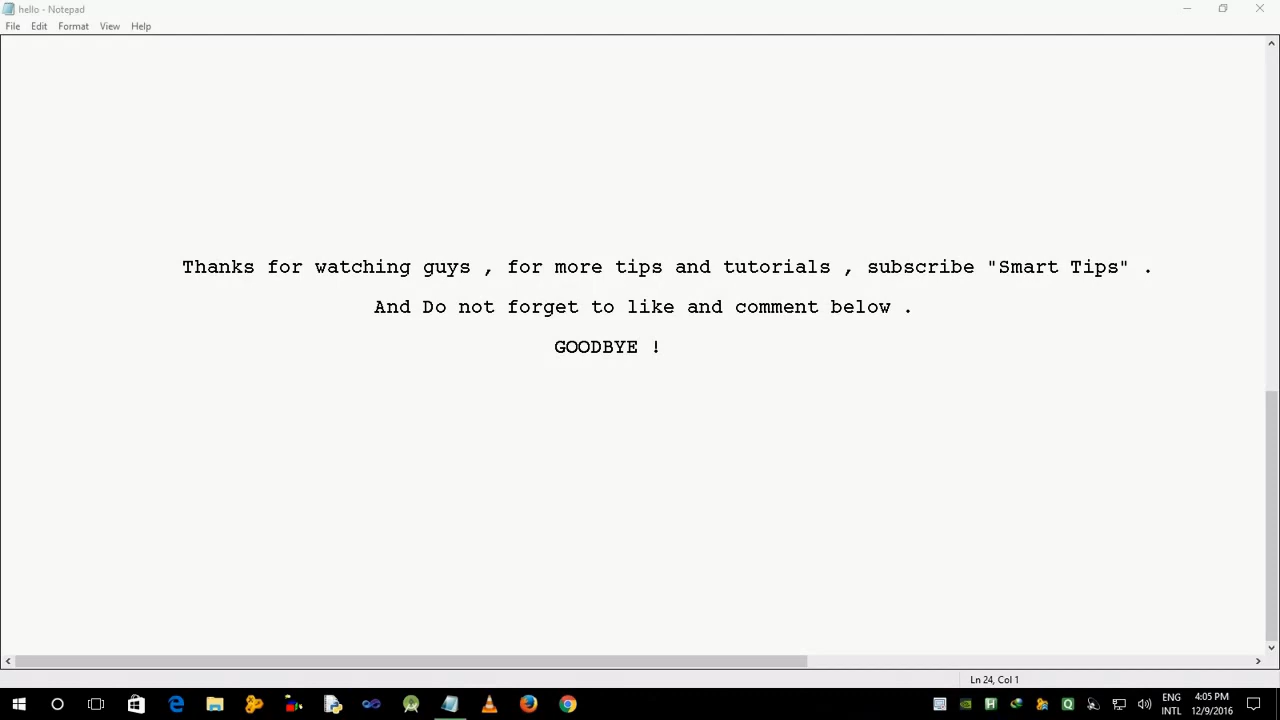 hello - Notepad
File Edit Format View Help
Thanks for watching guys , for more tips and tutorials , subscribe "Smart Tips" .
And Do not forget to like and comment below .
GOODBYE !
Ln 24, Col 1
ENG 4:05 PM
INTL 12/9/2016